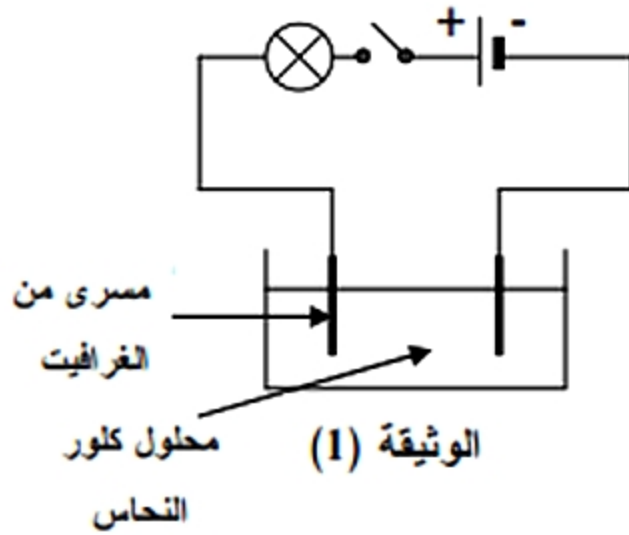 + -
مسرى من
الغرافيت
محلول كلور
النحاس
الوثيقة (1)